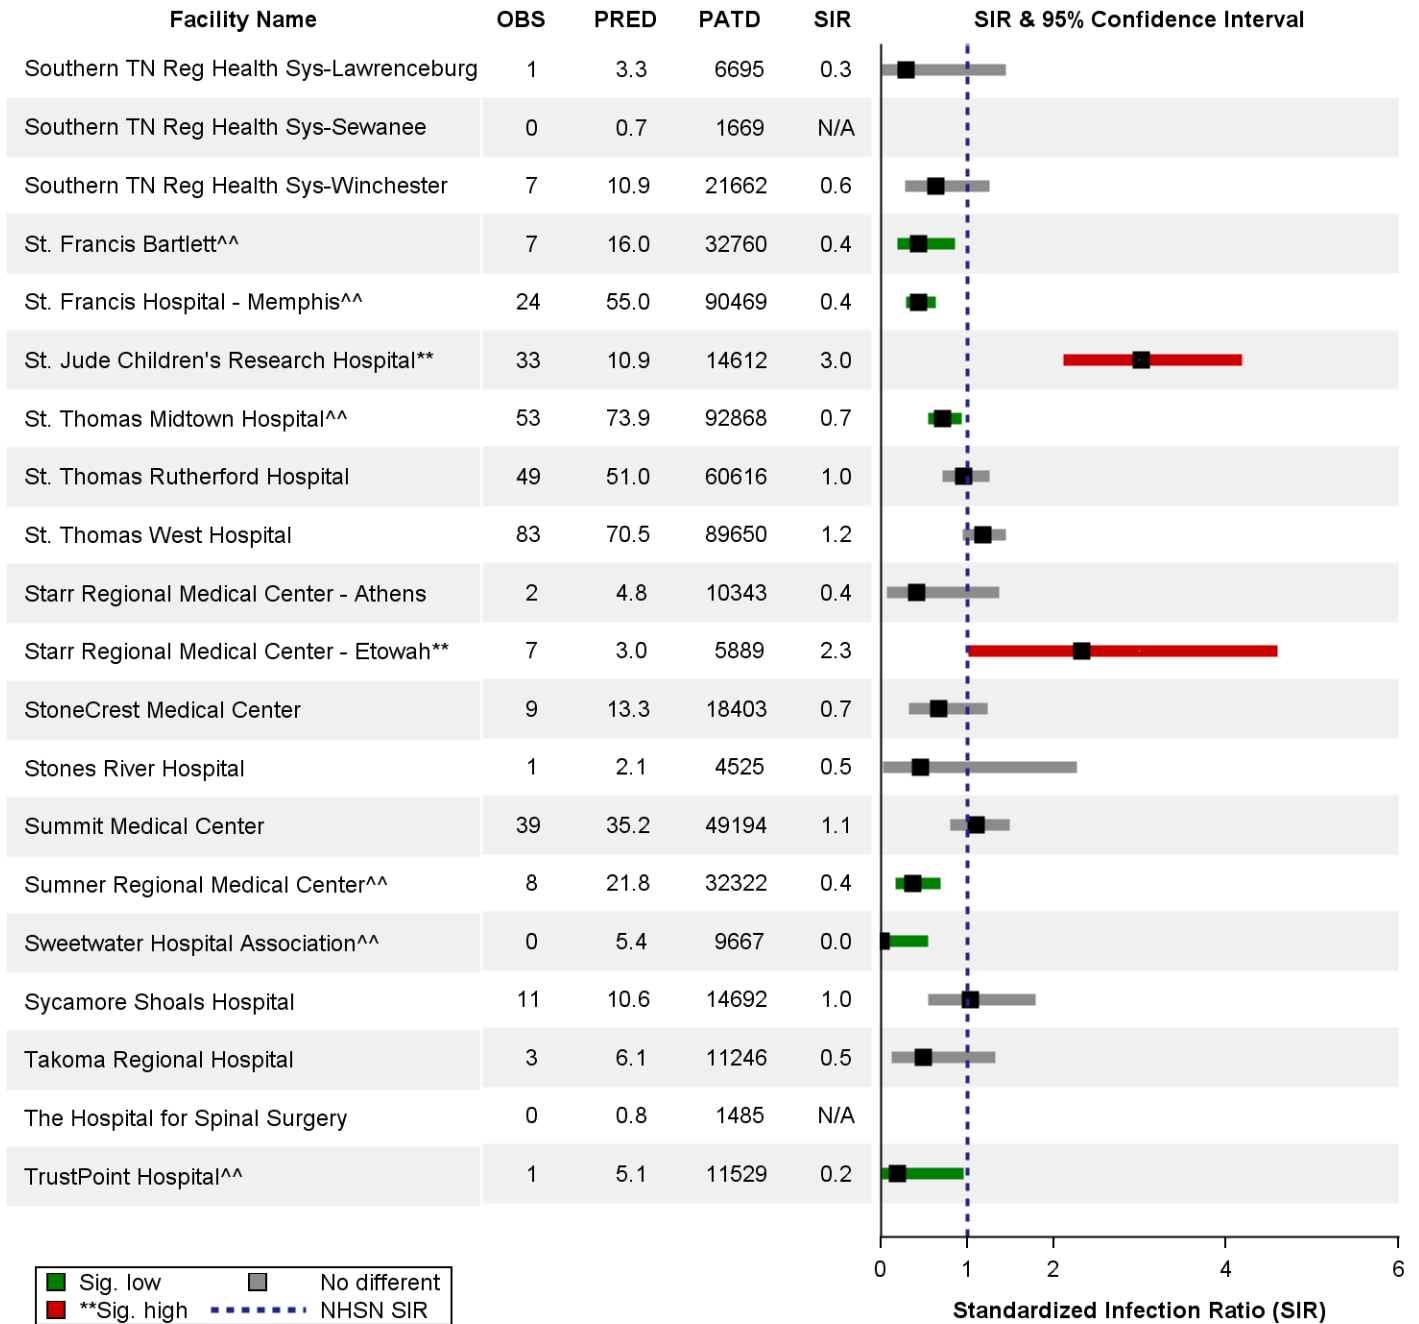 Facility Name OBS PRED PATD SIR SIR & 95% Confidence Interval
Southern TN Reg Health Sys-Lawrenceburg 1 3.3 6695 0.3
Southern TN Reg Health Sys-Sewanee 0 0.7 1669 N/A
Southern TN Reg Health Sys-Winchester 7 10.9 21662 0.6
St. Francis Bartlett^^ 7 16.0 32760 0.4
St. Francis Hospital - Memphis^^ 24 55.0 90469 0.4
St. Jude Children's Research Hospital** 33 10.9 14612 3.0
St. Thomas Midtown Hospital^^ 53 73.9 92868 0.7
St. Thomas Rutherford Hospital 49 51.0 60616 1.0
St. Thomas West Hospital 83 70.5 89650 1.2
Starr Regional Medical Center - Athens 2 4.8 10343 0.4
Starr Regional Medical Center - Etowah** 7 3.0 5889 2.3
StoneCrest Medical Center 9 13.3 18403 0.7
Stones River Hospital 1 2.1 4525 0.5
Summit Medical Center 39 35.2 49194 1.1
Sumner Regional Medical Center^^ 8 21.8 32322 0.4
Sweetwater Hospital Association^^ 0 5.4 9667 0.0
Sycamore Shoals Hospital 11 10.6 14692 1.0
Takoma Regional Hospital 3 6.1 11246 0.5
The Hospital for Spinal Surgery 0 0.8 1485 N/A
TrustPoint Hospital^^ 1 5.1 11529 0.2
0 1 2 4 6
Sig. low No different
**Sig. high NHSN SIR
Standardized Infection Ratio (SIR)